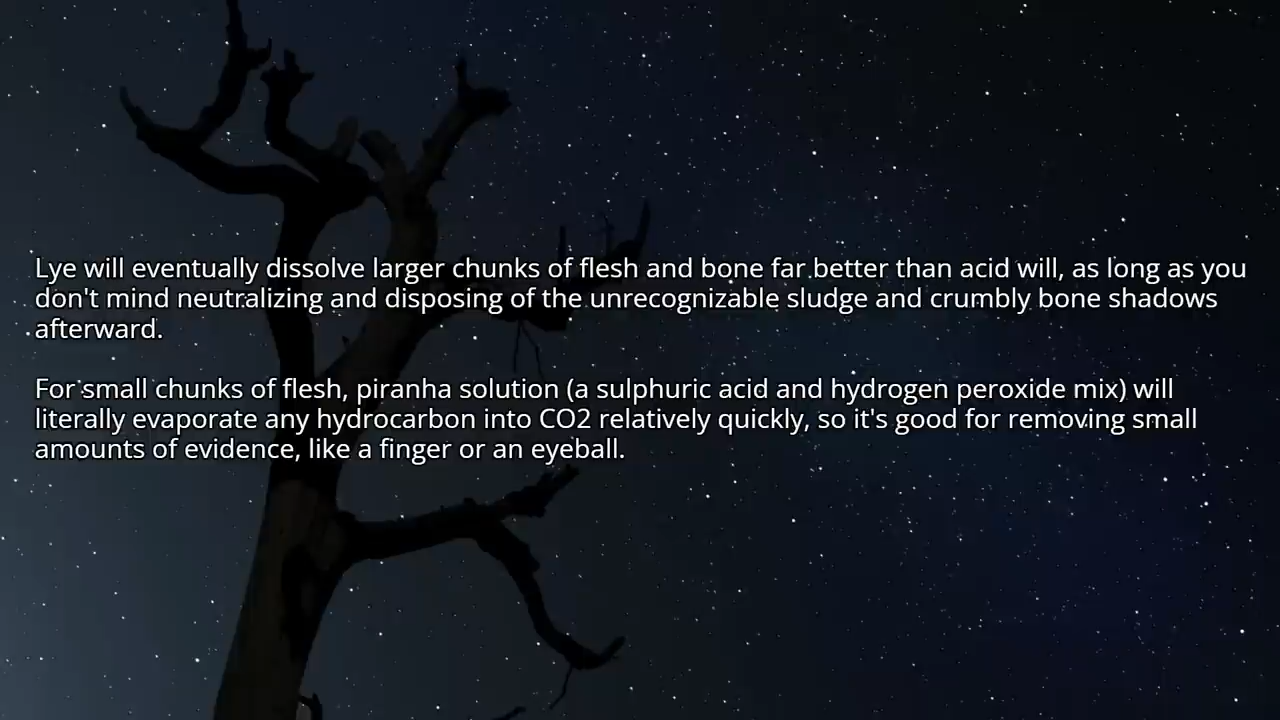 Lye will eventually dissolve larger chunks of flesh and bone far better than acid will, as long as you
don't mind neutralizing and disposing of the unrecognizable sludge and crumbly bone shadows
afterward.
For small chunks of flesh, piranha solution (a sulphuric acid and hydrogen peroxide mix) will
literally evaporate any hydrocarbon into CO2 relatively quickly, so it's good for removing small
amounts of evidence, like a finger or an eyeball.